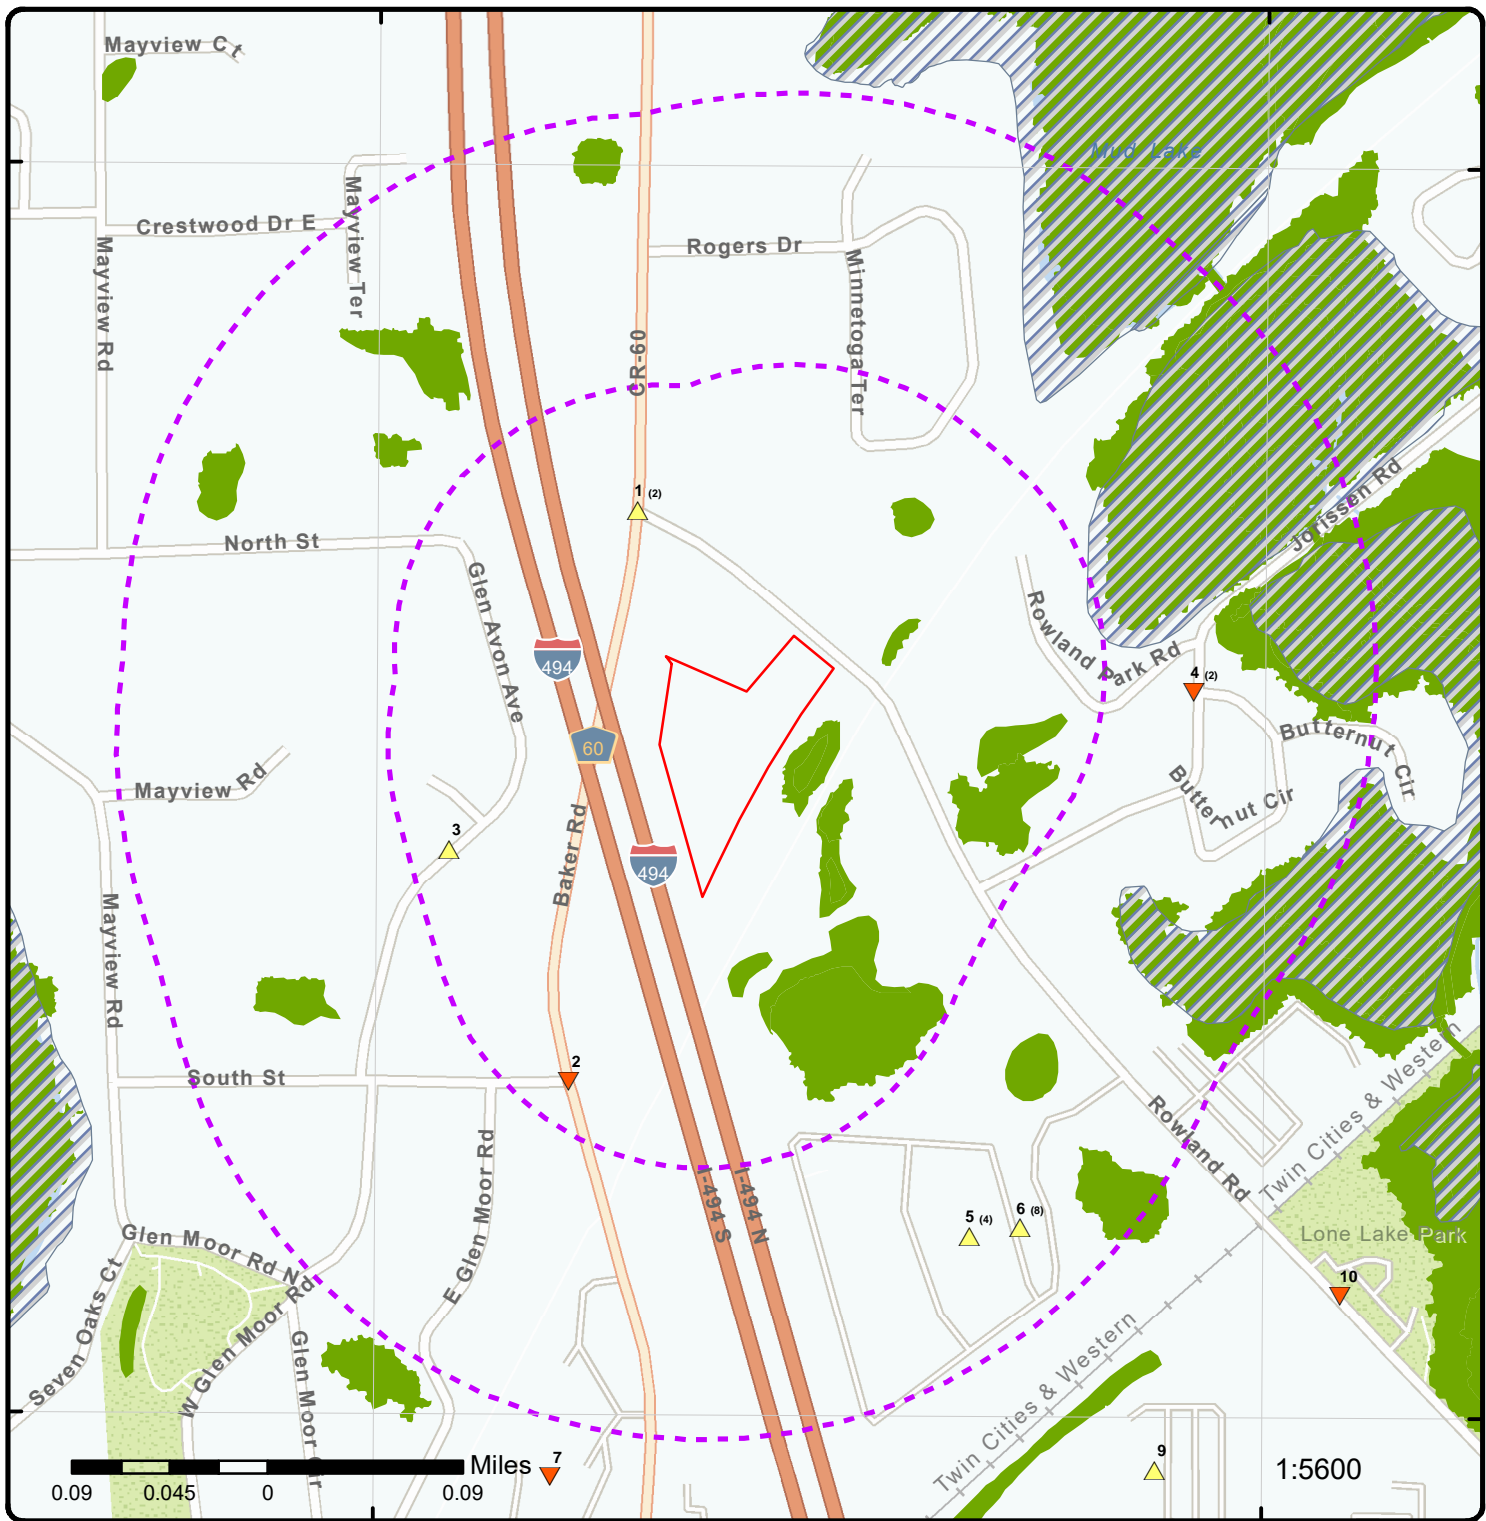 Mayview Ct
Mud Lake
Crestwood Dr E
Mayview Ter
Rogers Dr
Mayview Rd
Minnetoga Ter
CR-60
1 (2)
Jorissen Rd
North St
Glen Avon Ave
Rowland Park Rd
494
4 (2)
60
Butternut Cir
Mayview Rd
Butternut Cir
3
Baker Rd
494
Mayview Rd
2
South St
Twin Cities & Western
Rowland Rd
E Glen Moor Rd
I-494 S
I-494 N
5 (4)
6 (8)
Lone Lake Park
Glen Moor Rd N
10
Seven Oaks Ct
W Glen Moor Rd
Glen Moor Cir
Twin Cities & Western
7
9
Miles
1:5600
0.09 0.045 0 0.09